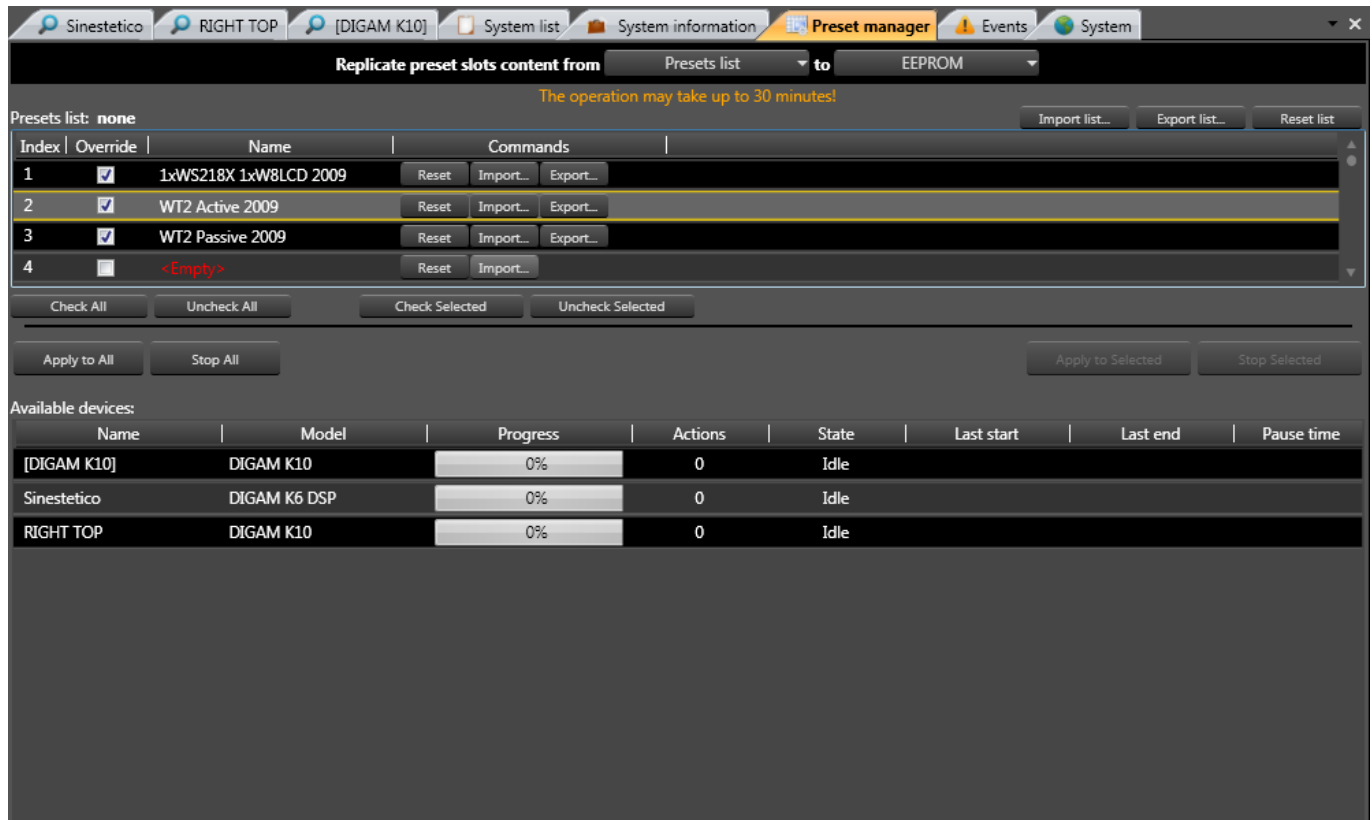 Sinestetico RIGHT TOP [DIGAM K10] System list System information Preset manager Events System
Replicate preset slots content from Presets list to EEPROM
The operation may take up to 30 minutes!
Presets list: none Import list... Export list... Reset list
Index Override Name Commands
1 1xWS218X 1xW8LCD 2009 Reset Import... Export...
2 WT2 Active 2009 Reset Import... Export...
3 WT2 Passive 2009 Reset Import... Export...
4 <Empty> Reset Import...
Check All Uncheck All Check Selected Uncheck Selected
Apply to All Stop All Apply to Selected Stop Selected
Available devices:
Name Model Progress Actions State Last start Last end Pause time
[DIGAM K10] DIGAM K10 0% 0 Idle
Sinestetico DIGAM K6 DSP 0% 0 Idle
RIGHT TOP DIGAM K10 0% 0 Idle